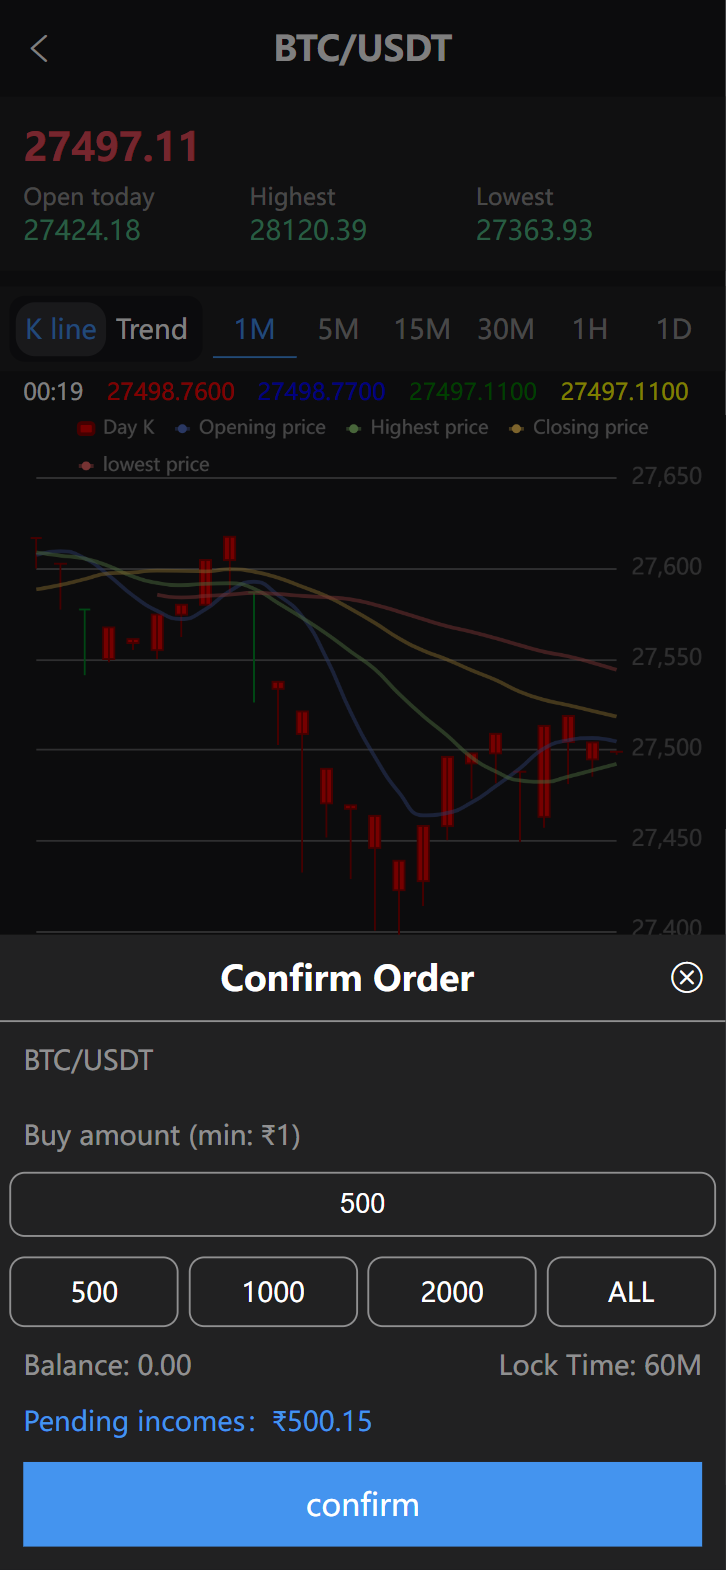 BTC/USDT
27497.11
Open today Highest Lowest
27424.18 28120.39 27363.93
K line Trend 1M 5M 15M 30M 1H 1D
00:19 27498.7600 27498.7700 27497.1100 27497.1100
Day K Opening price Highest price Closing price
lowest price
27,650
27,600
27,550
27,500
27,450
27,400
Confirm Order
BTC/USDT
Buy amount (min: ₹1)
500
500 1000 2000 ALL
Balance: 0.00 Lock Time: 60M
Pending incomes: ₹500.15
confirm